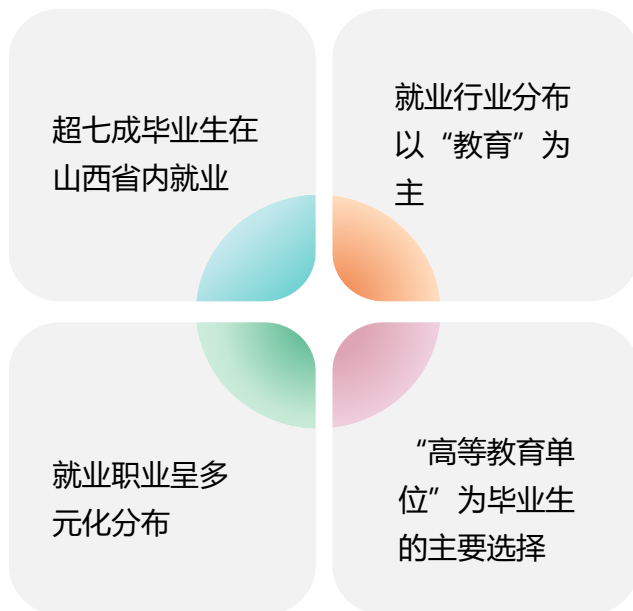 超七成毕业生在
山西省内就业
就业行业分布
以“教育”为
主
就业职业呈多
元化分布
“高等教育单
位”为毕业生
的主要选择